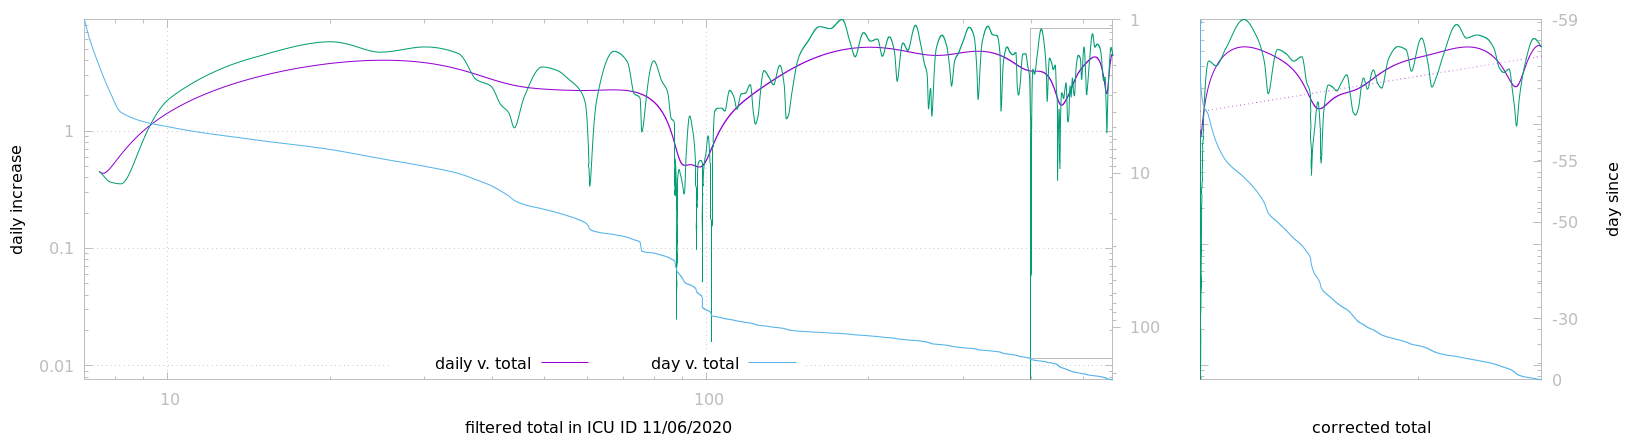 daily increase
1
0.1
0.01
10
100
filtered total in ICU ID 11/06/2020
daily v. total
day v. total
1
10
100
corrected total
-59
-55
-50
-30
0
day since